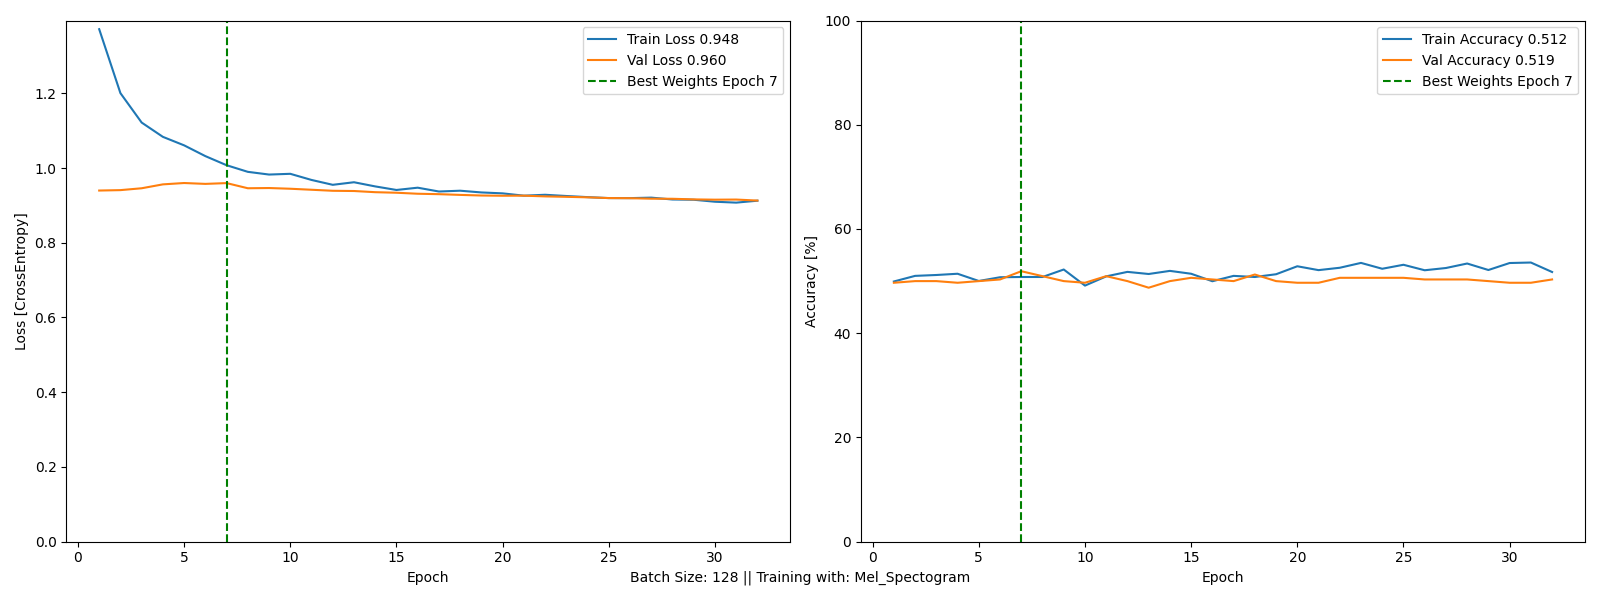 Train Loss 0.948
Val Loss 0.960
Best Weights Epoch 7
Loss [CrossEntropy]
1.2
1.0
0.8
0.6
0.4
0.2
0.0
0 5 10 15 20 25 30
Epoch
Train Accuracy 0.512
Val Accuracy 0.519
Best Weights Epoch 7
Accuracy [%]
100
80
60
40
20
0
0 5 10 15 20 25 30
Epoch
Batch Size: 128 || Training with: Mel_Spectogram